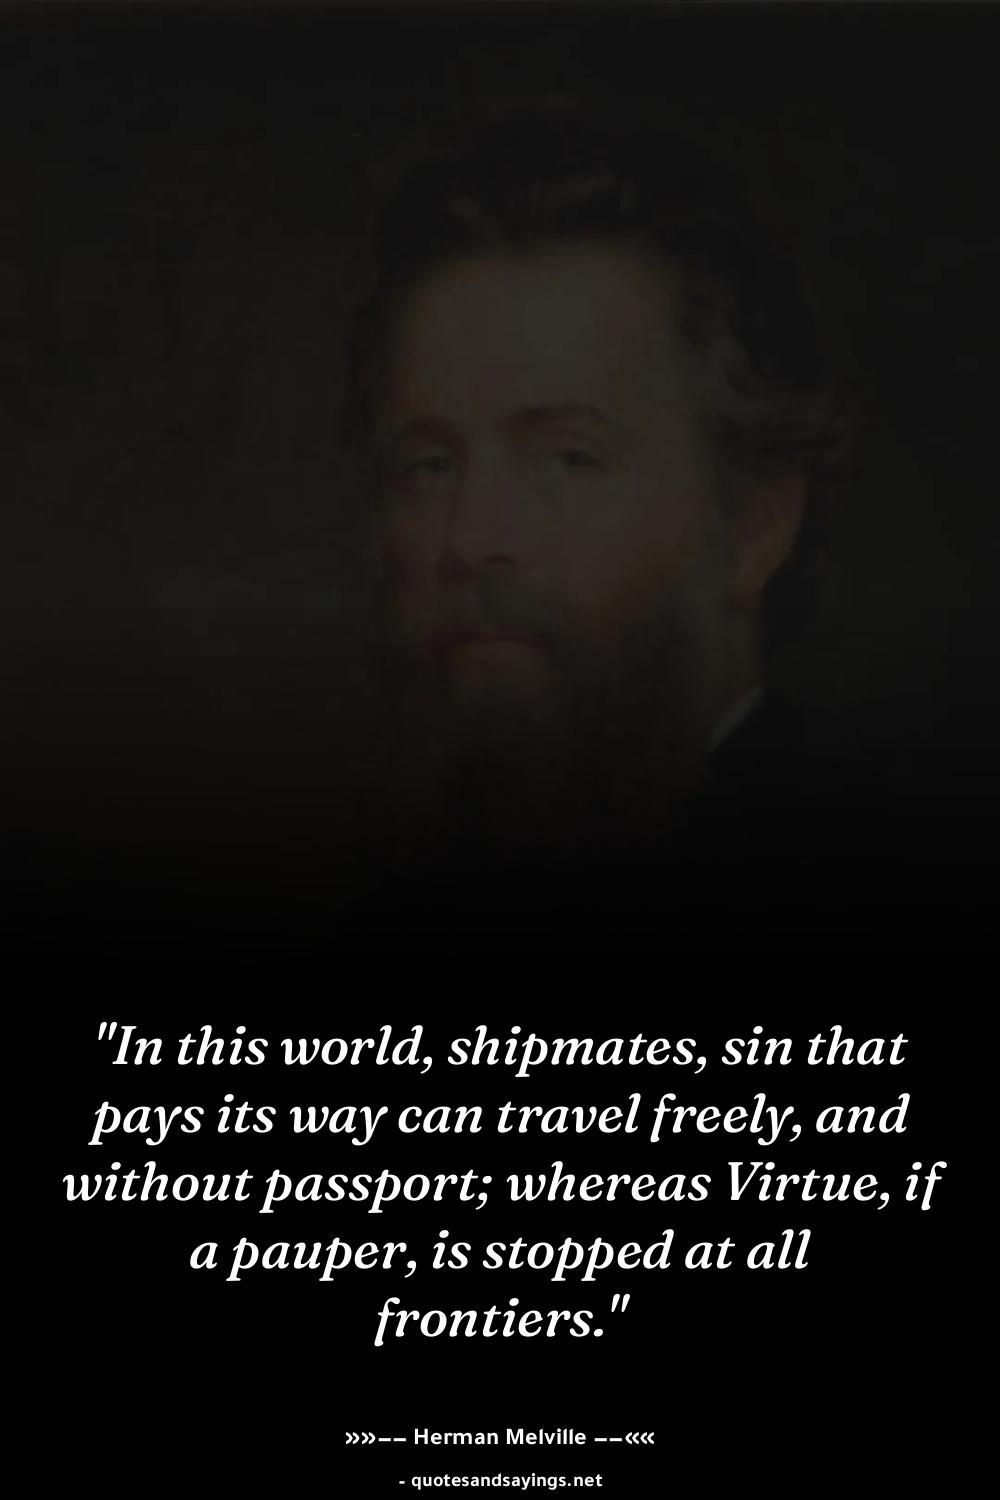 "In this world, shipmates, sin that
pays its way can travel freely, and
without passport; whereas Virtue, if
a pauper, is stopped at all
frontiers."
»»–– Herman Melville ––««
- quotesandsayings.net